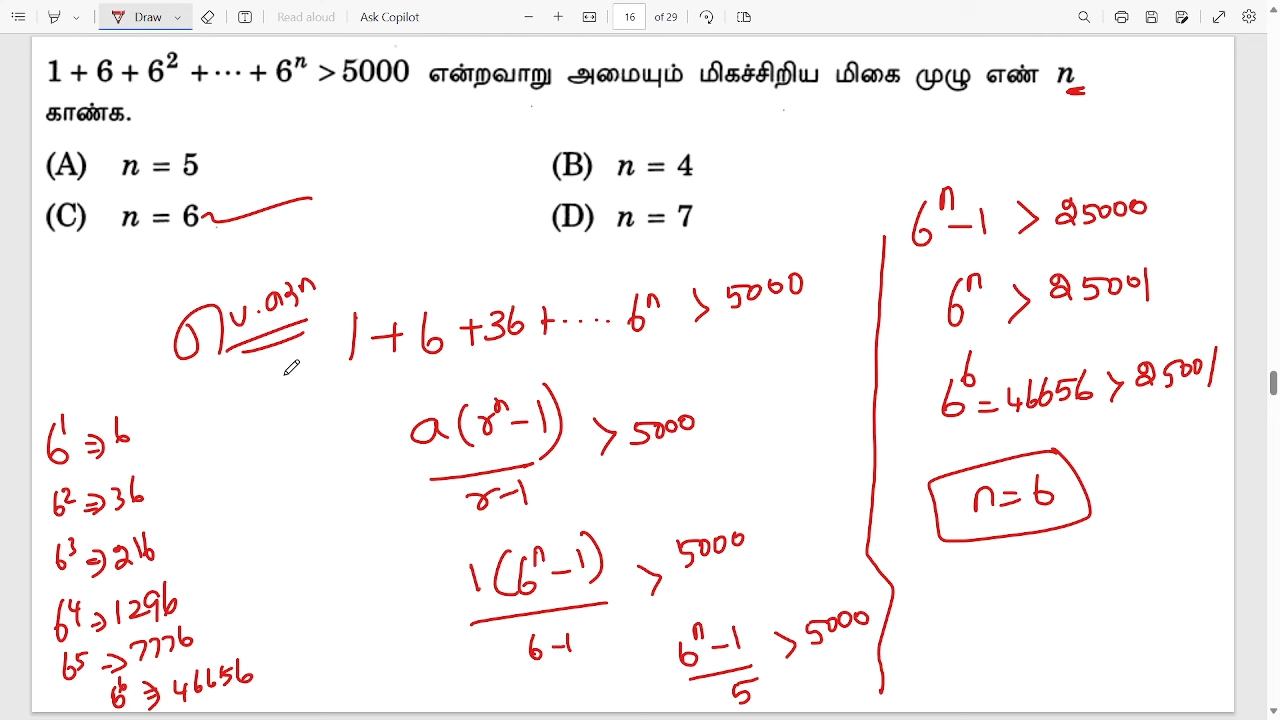 Draw
Read aloud
Ask Copilot
16
of 29
1 + 6 + 6² + ⋯ + 6ⁿ > 5000 என்றவாறு அமையும் மிகச்சிறிய மிகை முழு எண் n
காண்க.
(A) n = 5
(B) n = 4
(C) n = 6
(D) n = 7
1 + 6 + 36 + .... 6ⁿ > 5000
a(rⁿ - 1) / r-1 > 5000
1(6ⁿ - 1) / 6-1 > 5000
6ⁿ - 1 / 5 > 5000
6¹ ⇒ 6
6² ⇒ 36
6³ ⇒ 216
6⁴ ⇒ 1296
6⁵ ⇒ 7776
6⁶ ⇒ 46656
6ⁿ - 1 > 25000
6ⁿ > 25001
6⁶ = 46656 > 25001
n = 6